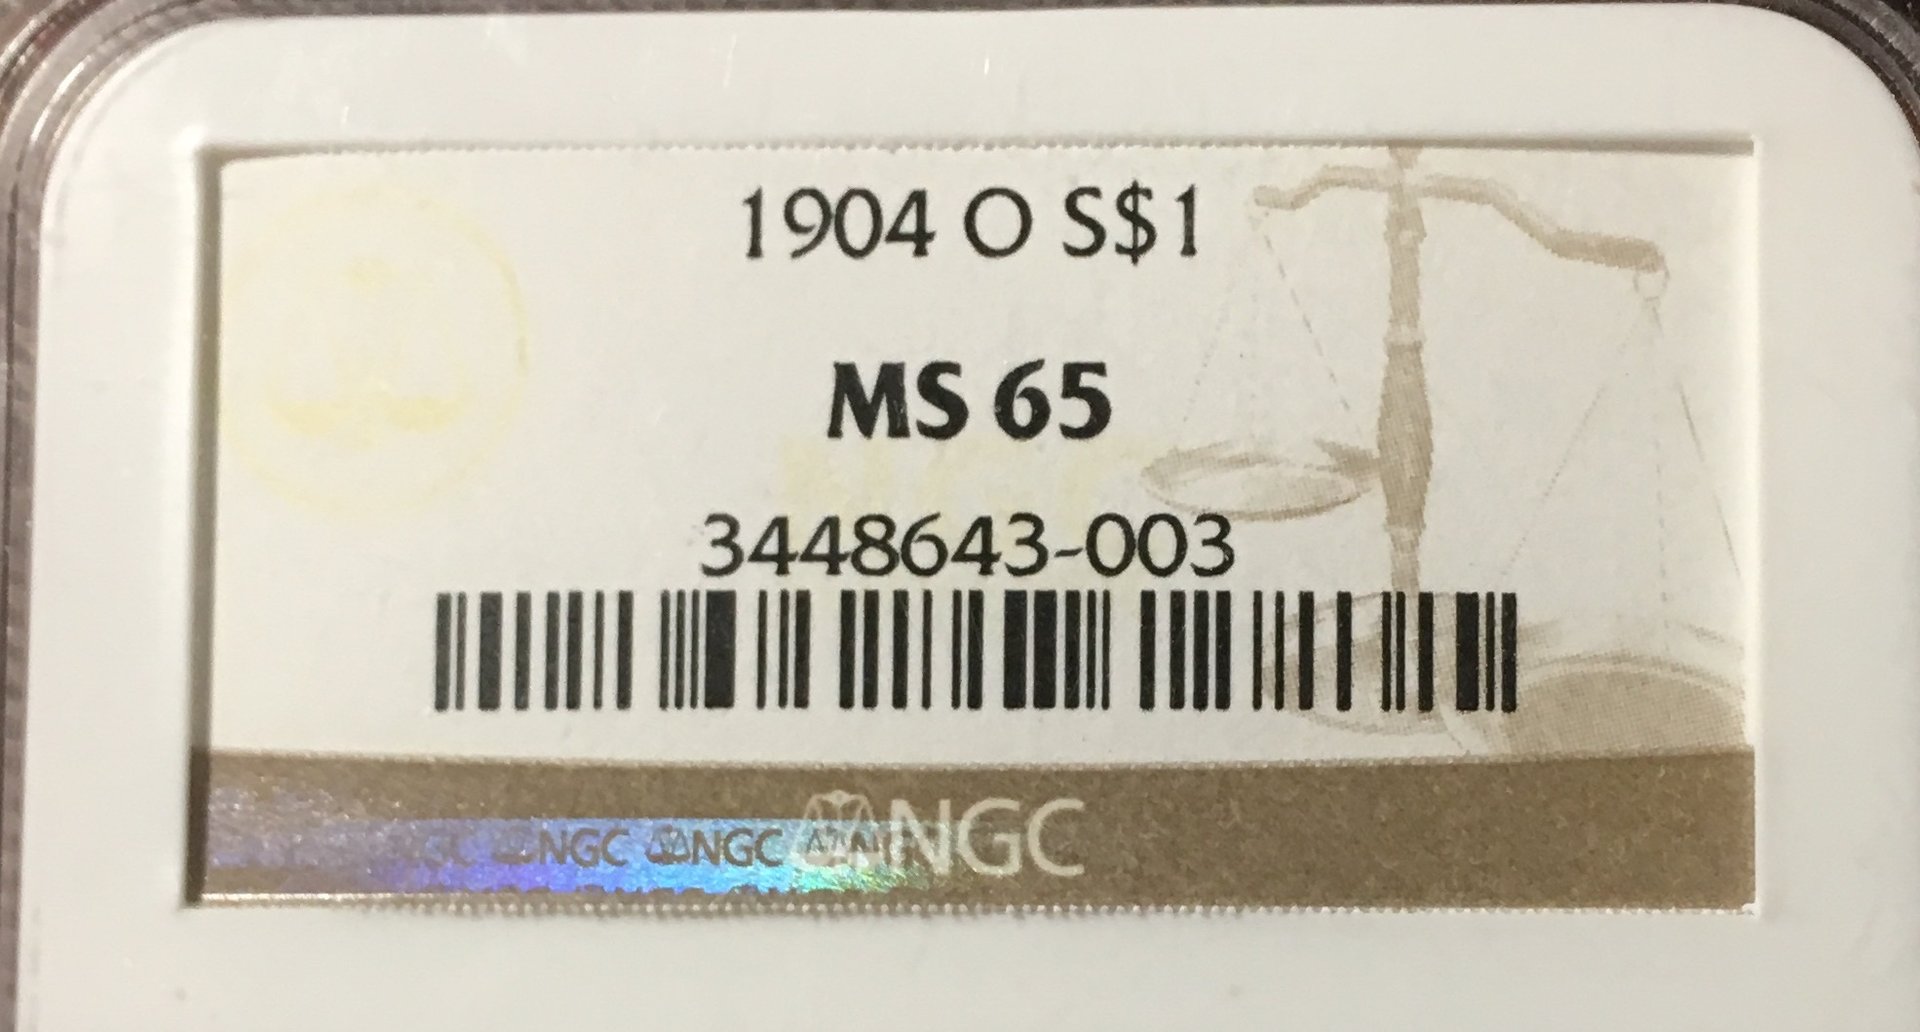 1904 O S$1
MS 65
NGC
3448643-003
NGC NGC
NGC